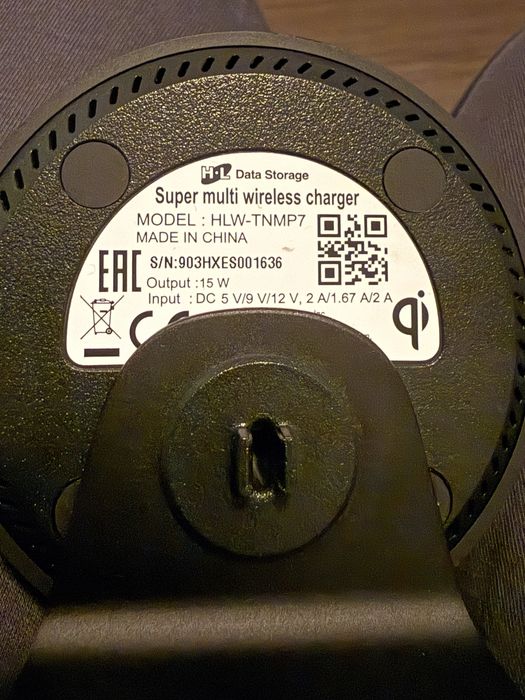 H·L Data Storage
Super multi wireless charger
MODEL : HLW-TNMP7
MADE IN CHINA
EAC
S/N:903HXES001636
Output :15 W
Input : DC 5 V/9 V/12 V, 2 A/1.67 A/2 A
CE
qi